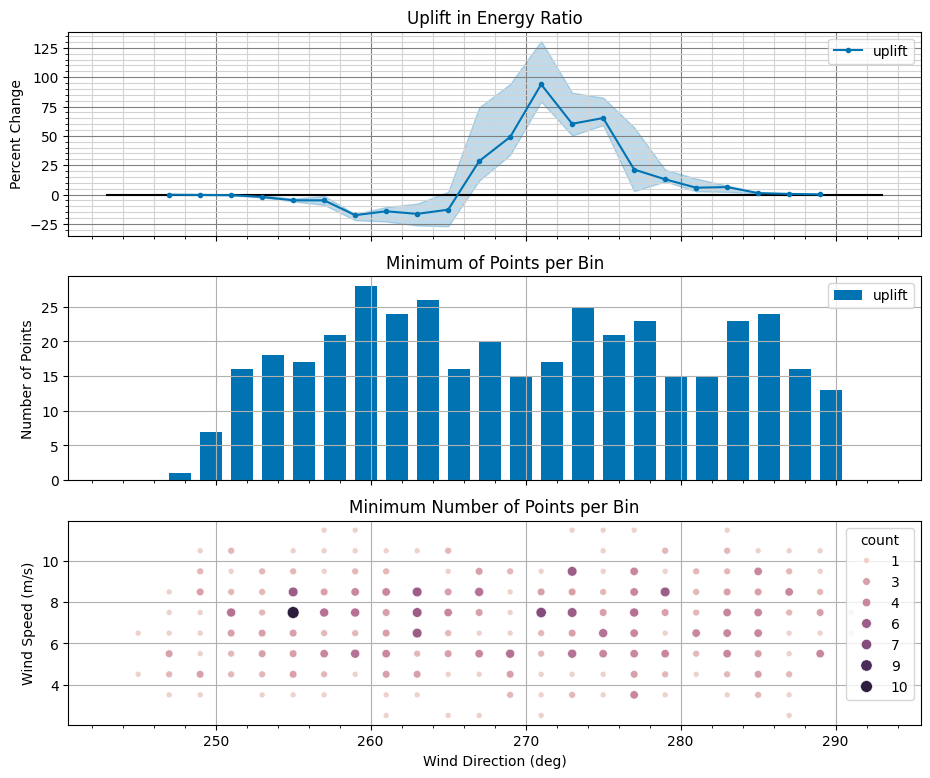 Uplift in Energy Ratio
Percent Change
125
100
75
50
25
0
−25
uplift
Minimum of Points per Bin
Number of Points
25
20
15
10
5
0
uplift
Minimum Number of Points per Bin
Wind Speed (m/s)
10
8
6
4
count
1
3
4
6
7
9
10
250 260 270 280 290
Wind Direction (deg)